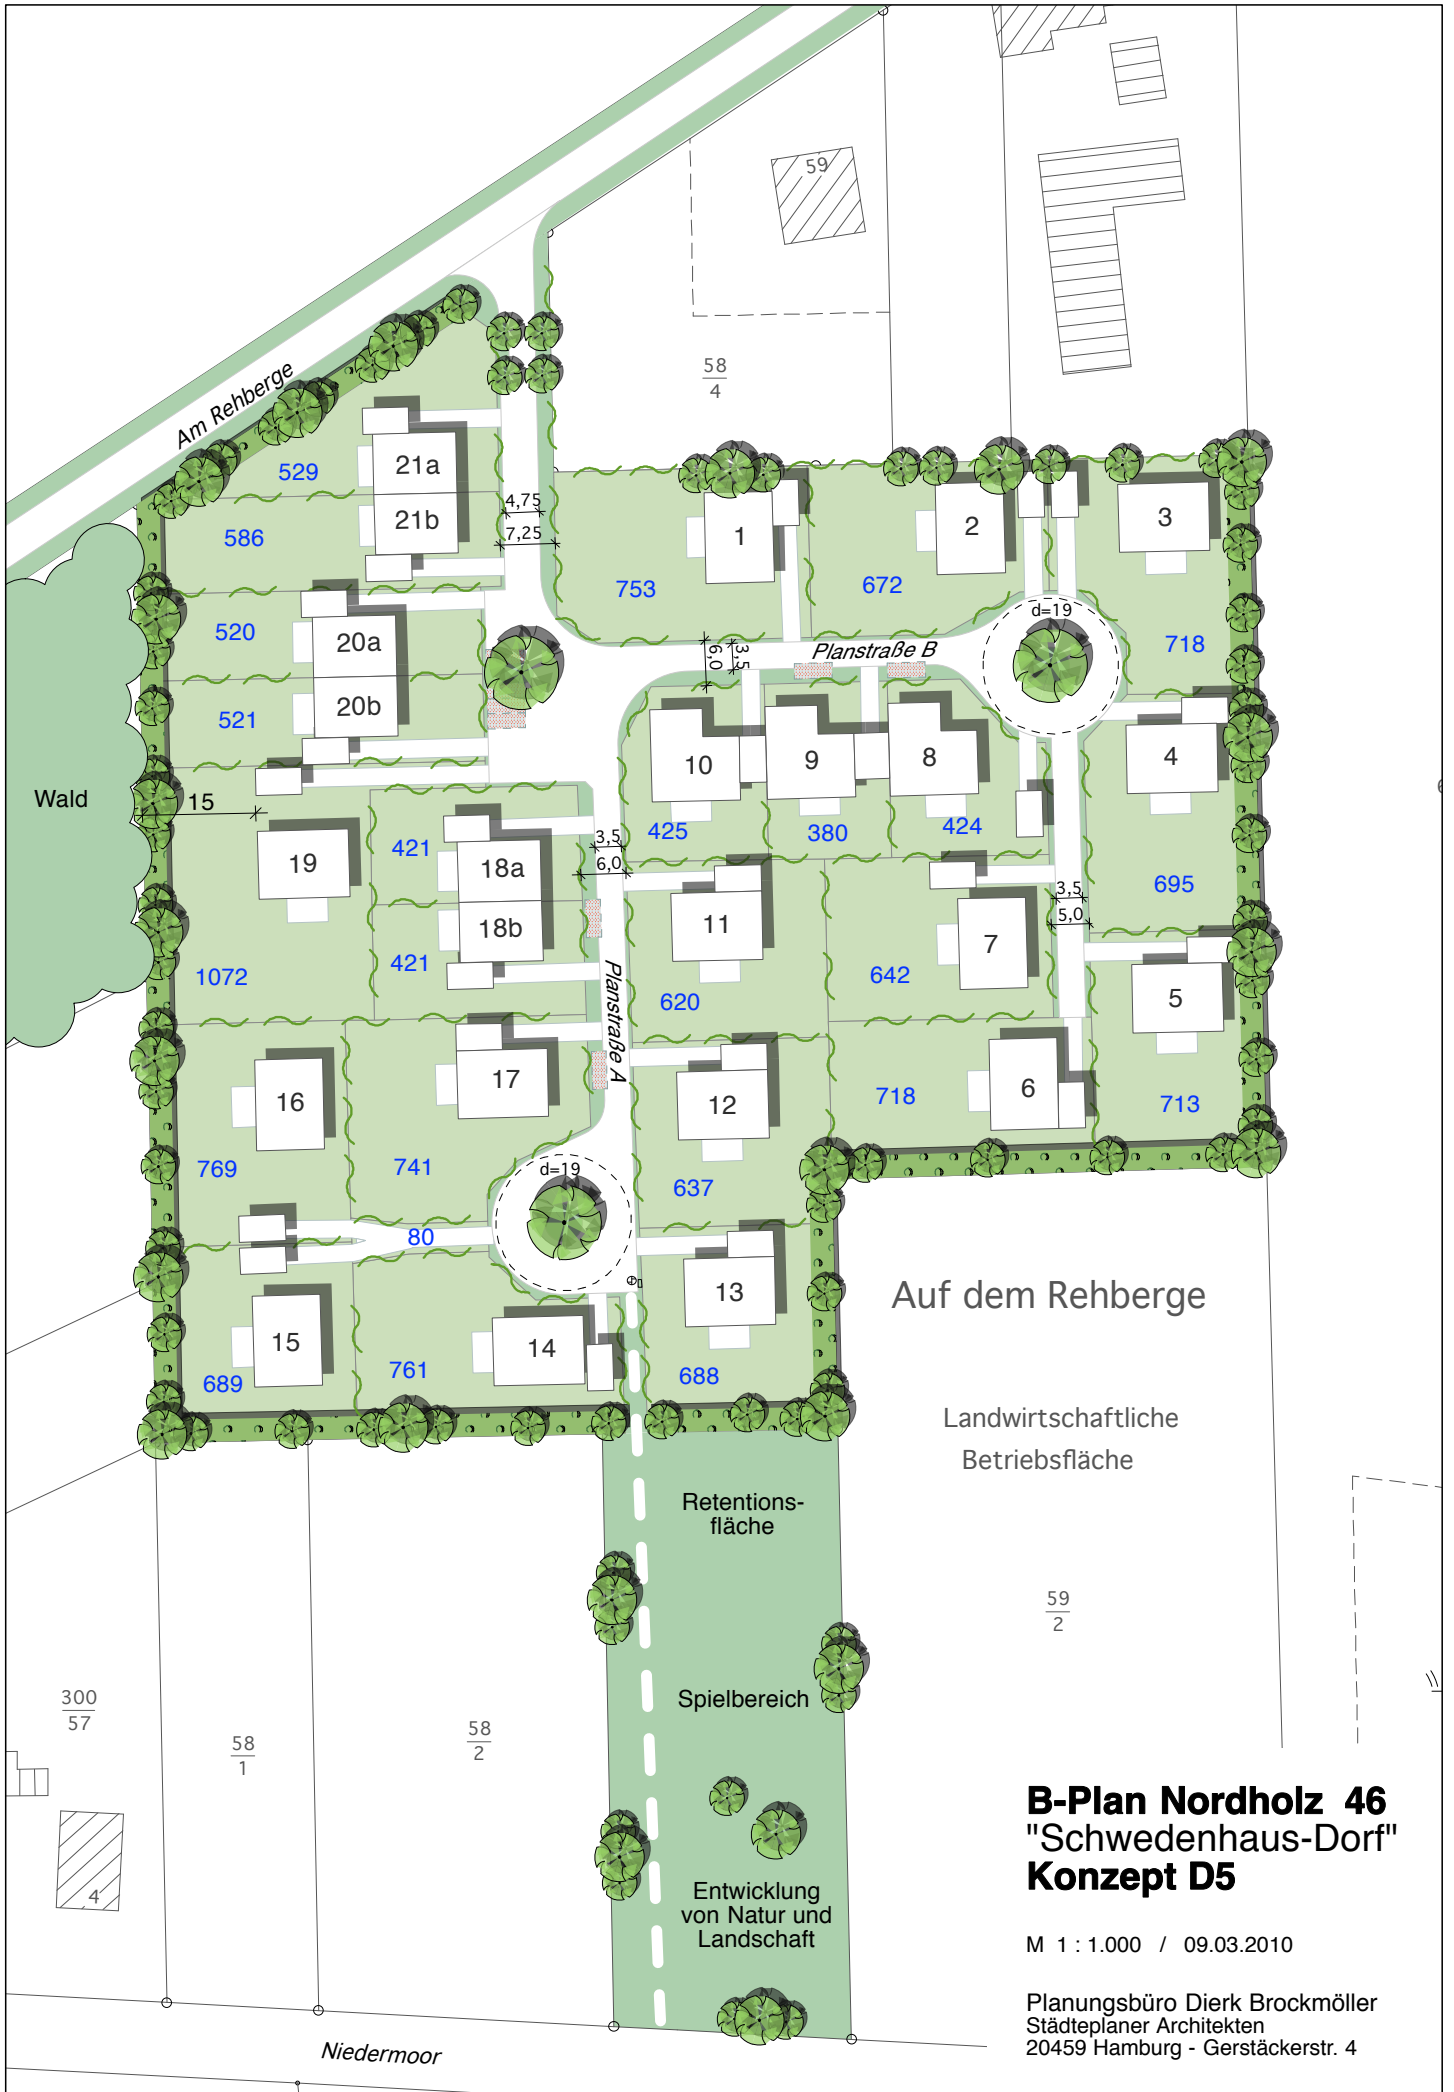 59
58
4
Am Rehberge
529
21a
586
21b
4,75
7,25
1
2
3
753
672
d=19
718
520
20a
521
20b
6,0
3,5
Planstraße B
10
9
8
4
Wald
15
425
380
424
19
421
18a
3,5
6,0
695
3,5
5,0
11
18b
421
7
5
1072
642
620
Planstraße A
16
17
12
6
718
713
769
741
d=19
637
80
13
Auf dem Rehberge
15
14
689
761
688
Landwirtschaftliche
Betriebsfläche
Retentions-
fläche
59
2
Spielbereich
300
57
58
1
58
2
4
Entwicklung
von Natur und
Landschaft
Niedermoor
B-Plan Nordholz 46
"Schwedenhaus-Dorf"
Konzept D5
M 1 : 1.000 / 09.03.2010
Planungsbüro Dierk Brockmöller
Städteplaner Architekten
20459 Hamburg - Gerstäckerstr. 4